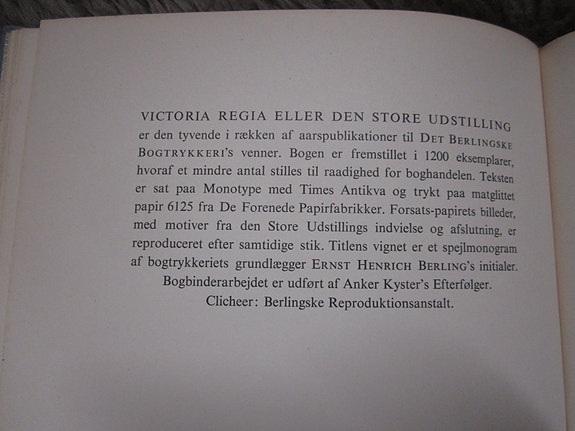 VICTORIA REGIA ELLER DEN STORE UDSTILLING
er den tyvende i rækken af aarspublikationer til DET BERLINGSKE
BOGTRYKKERI'S venner. Bogen er fremstillet i 1200 eksemplarer,
hvoraf et mindre antal stilles til raadighed for boghandelen. Teksten
er sat paa Monotype med Times Antikva og trykt paa matglittet
papir 6125 fra De Forenede Papirfabrikker. Forsats-papirets billeder,
med motiver fra den Store Udstillings indvielse og afslutning, er
reproduceret efter samtidige stik. Titlens vignet er et spejlmonogram
af bogtrykkeriets grundlægger ERNST HENRICH BERLING's initialer.
Bogbinderarbejdet er udført af Anker Kyster's Efterfølger.
Clicheer: Berlingske Reproduktionsanstalt.